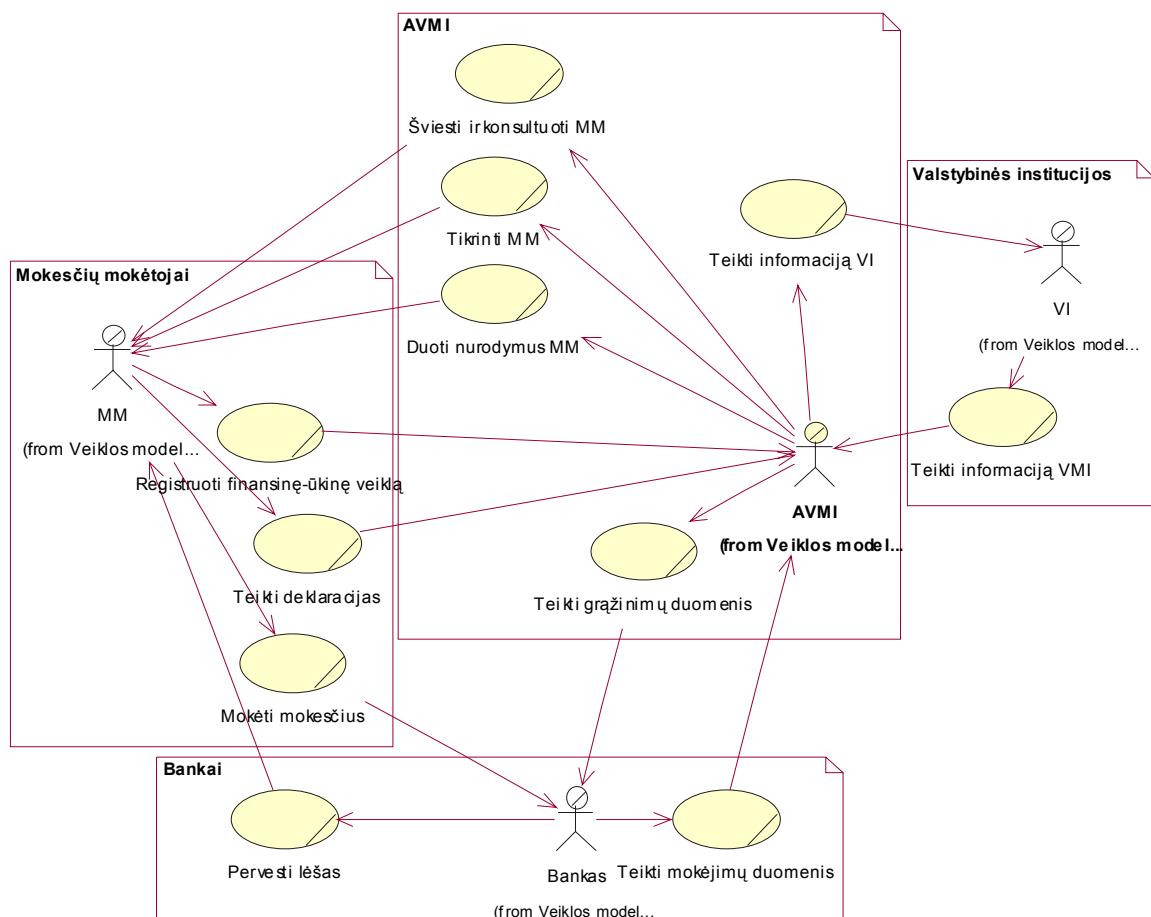 AVMI
Šviesti ir konsultuoti MM
Valstybinės institucijos
Tikrinti MM
Teikti informaciją VI
Mokesčių mokėtojai
VI
Duoti nurodymus MM
(from Veiklos model...
MM
(from Veiklos model...
Teikti informaciją VMI
Registruoti finansinę-ūkinę veiklą
AVMI
(from Veiklos model...
Teikti deklaracijas
Teikti grąžinimų duomenis
Mokėti mokesčius
Bankai
Pervesti lėšas
Bankas
Teikti mokėjimų duomenis
(from Veiklos model...